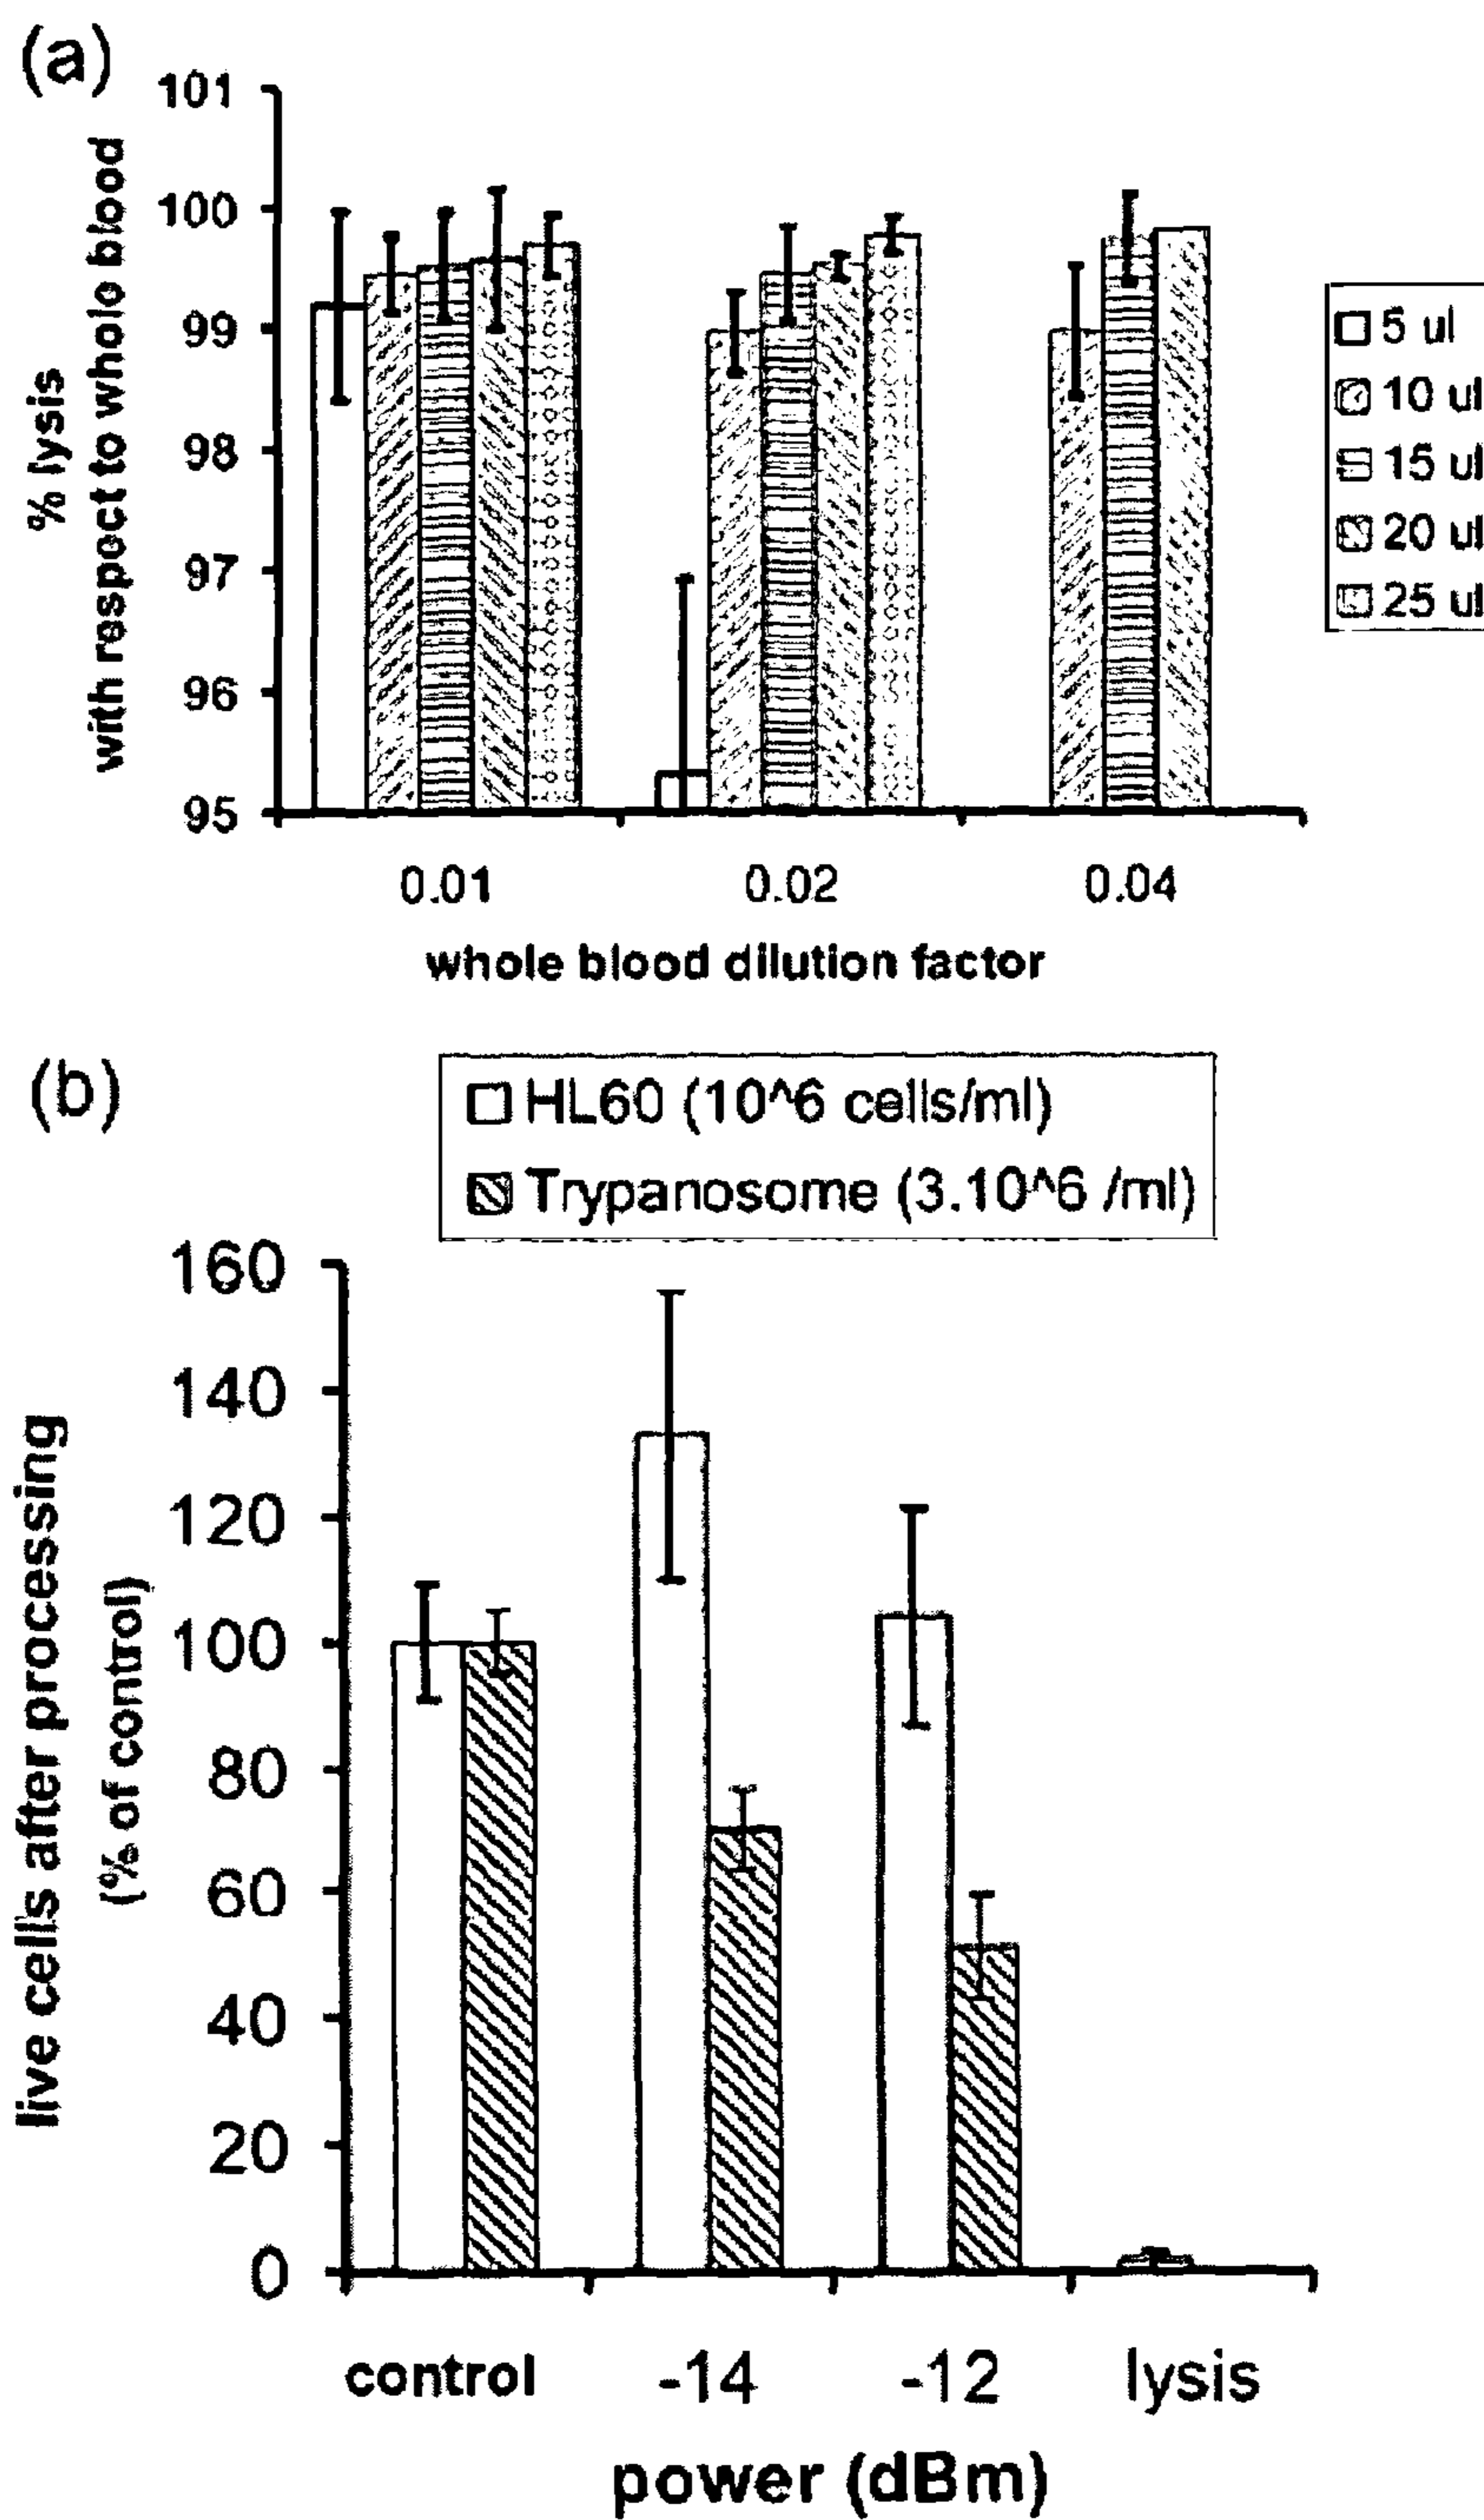 (a)
101
100
99
98
97
96
95
% lysis
with respect to whole blood
0.01 0.02 0.04
whole blood dilution factor
5 ul
10 ul
15 ul
20 ul
25 ul
(b)
HL60 (10^6 cells/ml)
Trypanosome (3.10^6 /ml)
160
140
120
100
80
60
40
20
0
live cells after processing
(% of control)
control -14 -12 lysis
power (dBm)